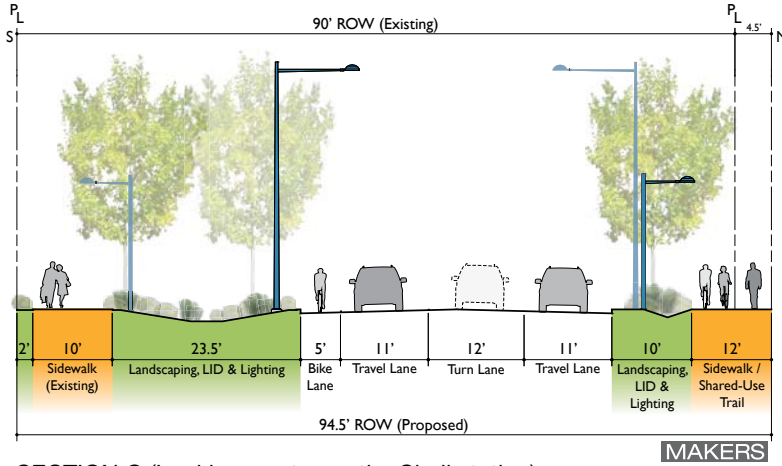 P
L
P
L
S
90' ROW (Existing)
4.5'
N
2'
10'
23.5'
5'
11'
12'
11'
10'
12'
Sidewalk
(Existing)
Landscaping, LID & Lighting
Bike
Lane
Travel Lane
Turn Lane
Travel Lane
Landscaping,
LID &
Lighting
Sidewalk /
Shared-Use
Trail
94.5' ROW (Proposed)
MAKERS